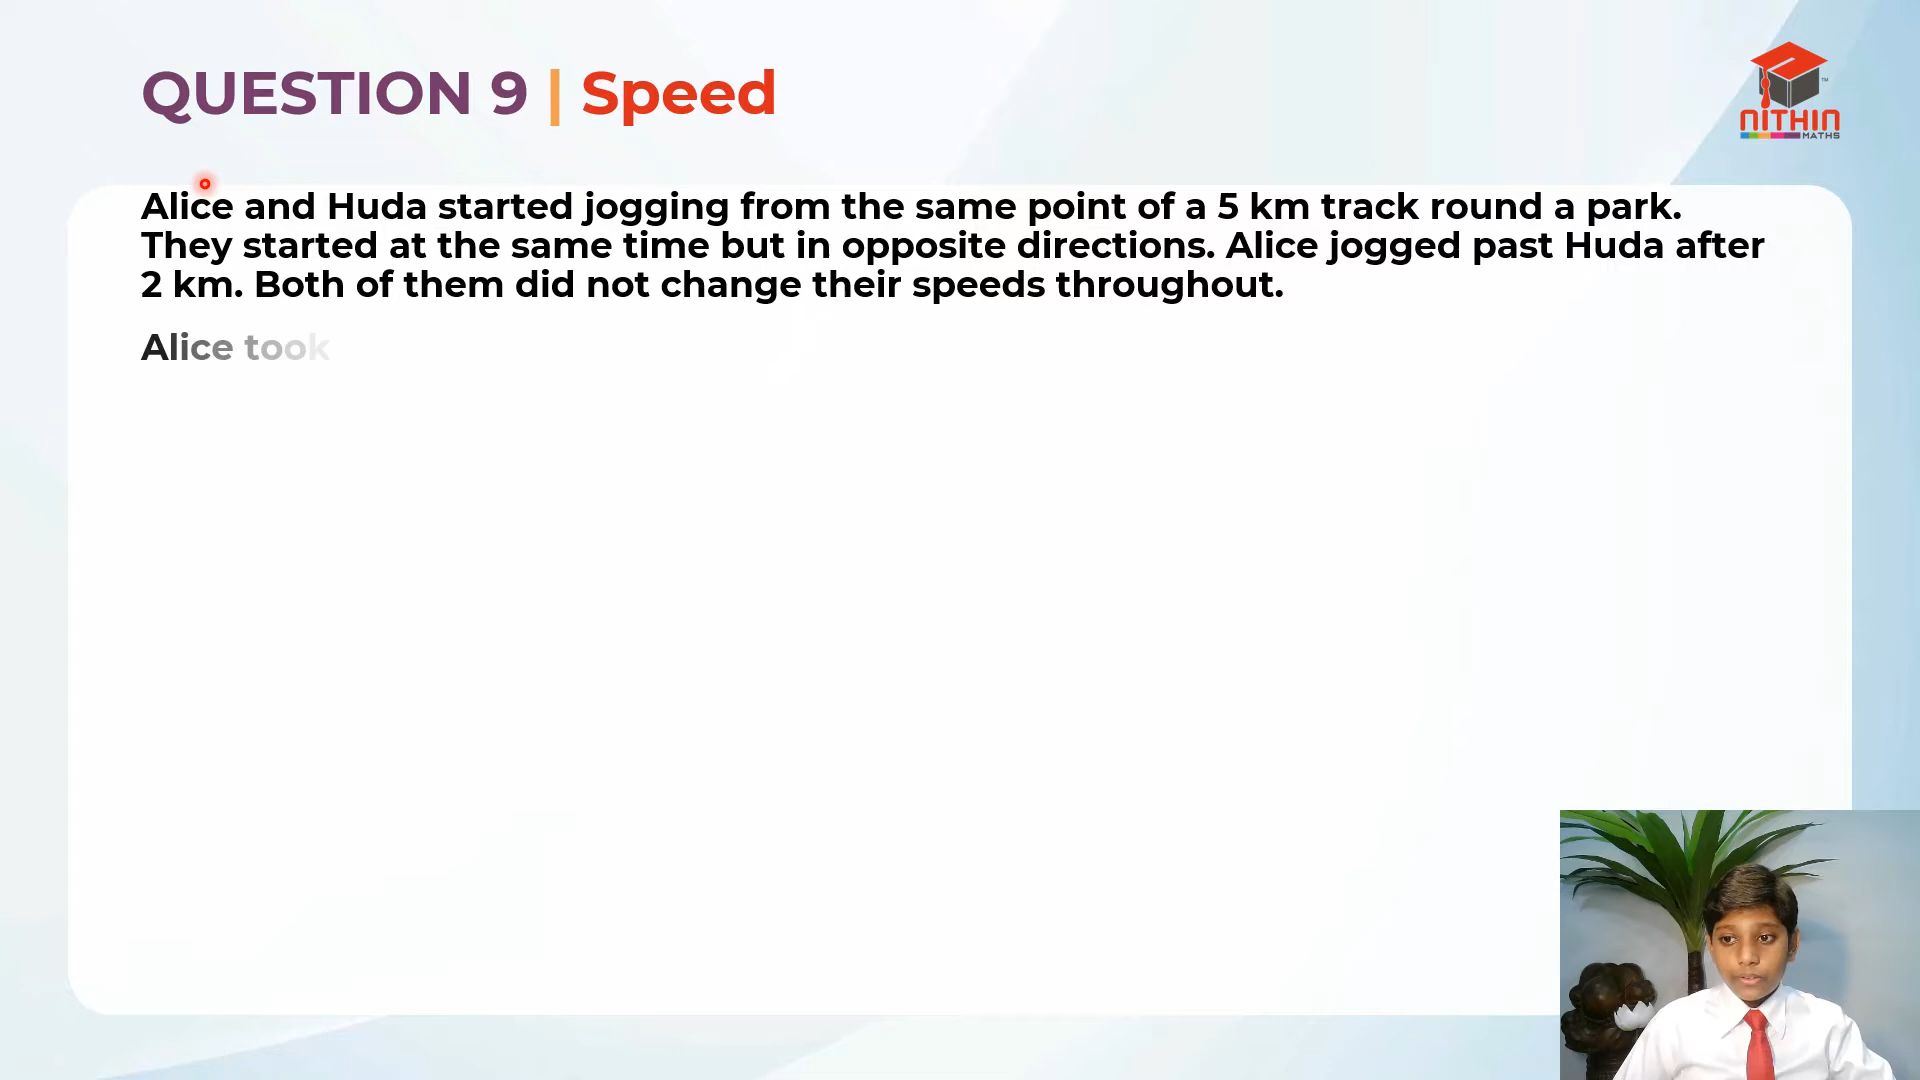 QUESTION 9 | Speed
NITHIN
MATHS
TM
Alice and Huda started jogging from the same point of a 5 km track round a park.
They started at the same time but in opposite directions. Alice jogged past Huda after
2 km. Both of them did not change their speeds throughout.
Alice took